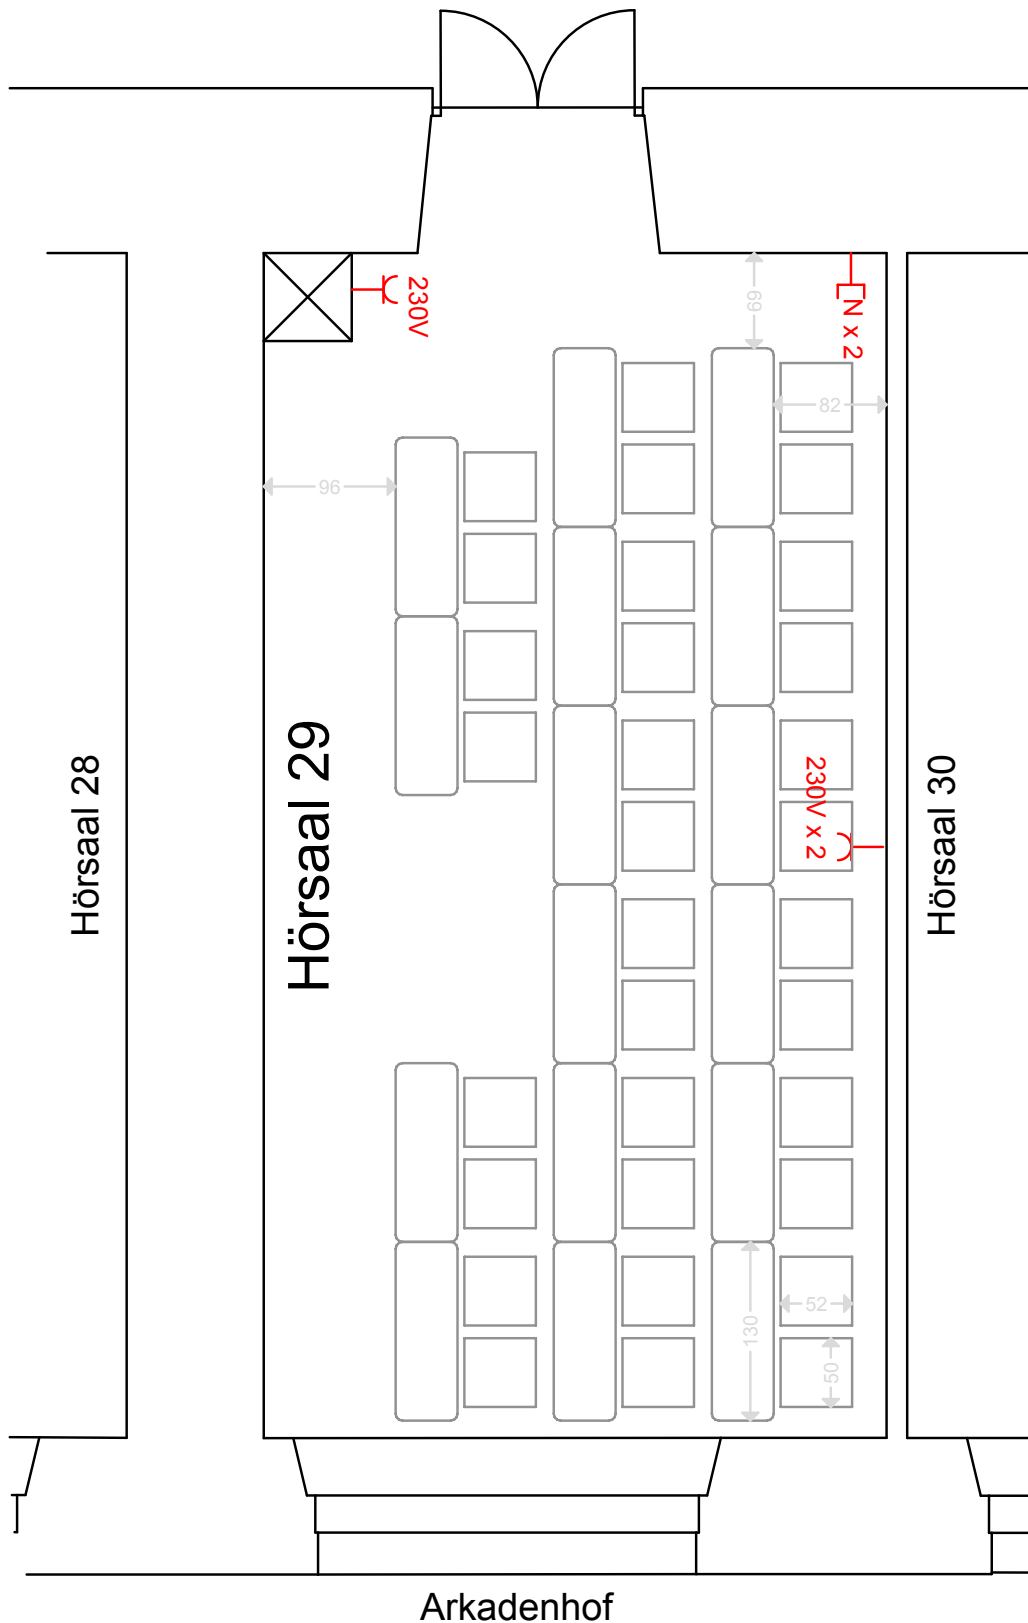 230V
N x 2
69
82
96
Hörsaal 29
Hörsaal 28
230V x 2
Hörsaal 30
52
130
50
Arkadenhof